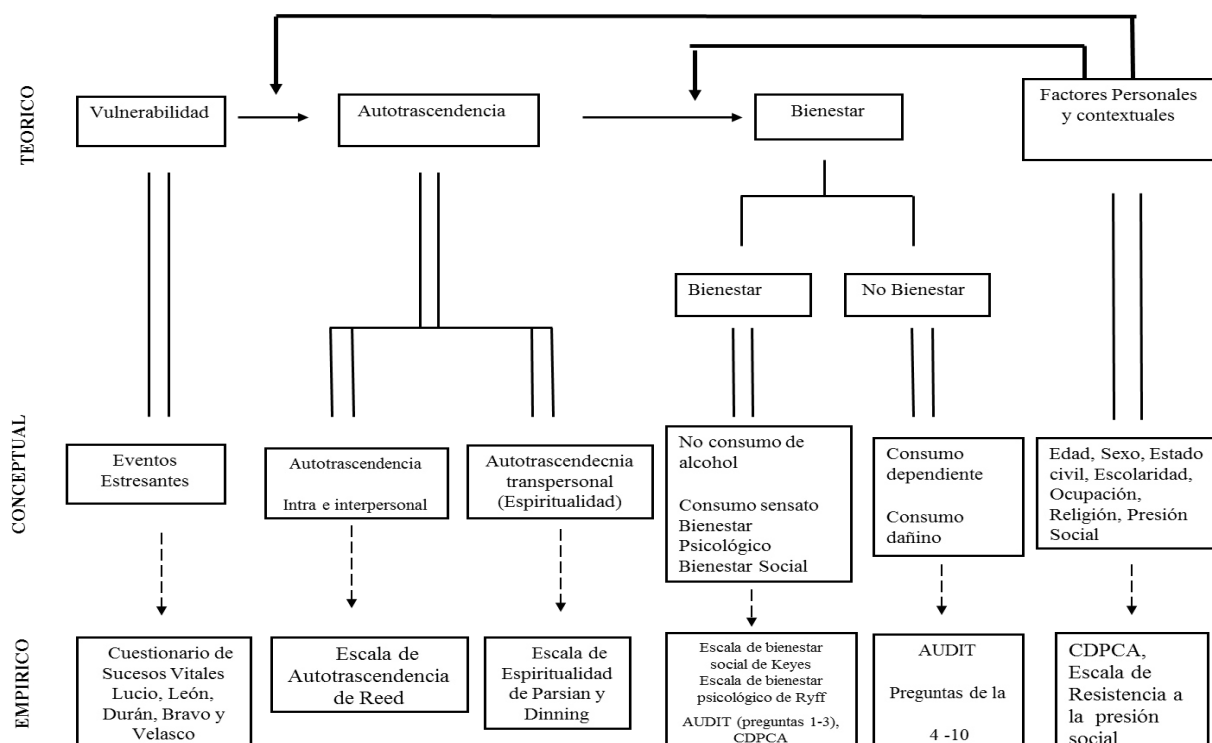 TEORICO
Vulnerabilidad
Autotrascendencia
Bienestar
Factores Personales
y contextuales
Bienestar
No Bienestar
CONCEPTUAL
Eventos
Estresantes
Autotrascendencia
Intra e interpersonal
Autotrascendecnia
transpersonal
(Espiritualidad)
No consumo de
alcohol
Consumo sensato
Bienestar
Psicológico
Bienestar Social
Consumo
dependiente
Consumo
dañino
Edad, Sexo, Estado
civil, Escolaridad,
Ocupación,
Religión, Presión
Social
EMPIRICO
Cuestionario de
Sucesos Vitales
Lucio, León,
Durán, Bravo y
Velasco
Escala de
Autotrascendencia
de Reed
Escala de
Espiritualidad
de Parsian y
Dinning
Escala de bienestar
social de Keyes
Escala de bienestar
psicológico de Ryff
AUDIT (preguntas 1-3),
CDPCA
AUDIT
Preguntas de la
4 -10
CDPCA,
Escala de
Resistencia a
la presión
social